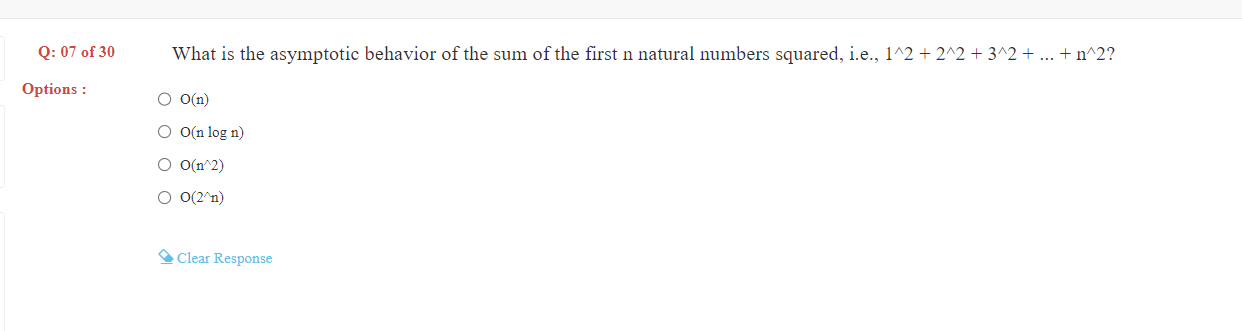 Q: 07 of 30
What is the asymptotic behavior of the sum of the first n natural numbers squared, i.e., 1^2 + 2^2 + 3^2 + ... + n^2?
Options :
O(n)
O(n log n)
O(n^2)
O(2^n)
Clear Response